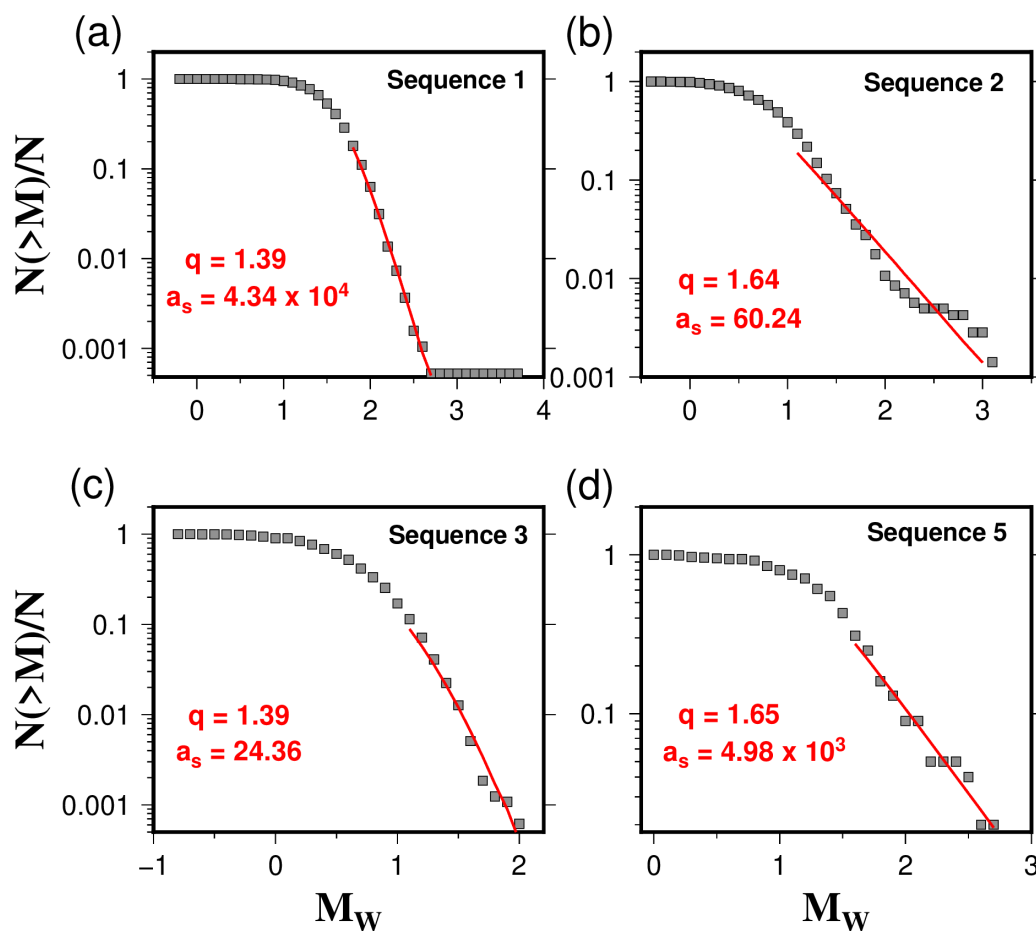 (a)
Sequence 1
N(>M)/N
1
0.1
0.01
0.001
q = 1.39
a_s = 4.34 x 10^4
0 1 2 3 4
(b)
Sequence 2
1
0.1
0.01
0.001
q = 1.64
a_s = 60.24
0 1 2 3
(c)
Sequence 3
N(>M)/N
1
0.1
0.01
0.001
q = 1.39
a_s = 24.36
−1 0 1 2
M_W
(d)
Sequence 5
1
0.1
q = 1.65
a_s = 4.98 x 10^3
0 1 2 3
M_W